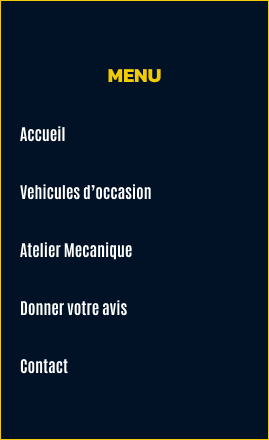 MENU
Accueil
Vehicules d’occasion
Atelier Mecanique
Donner votre avis
Contact